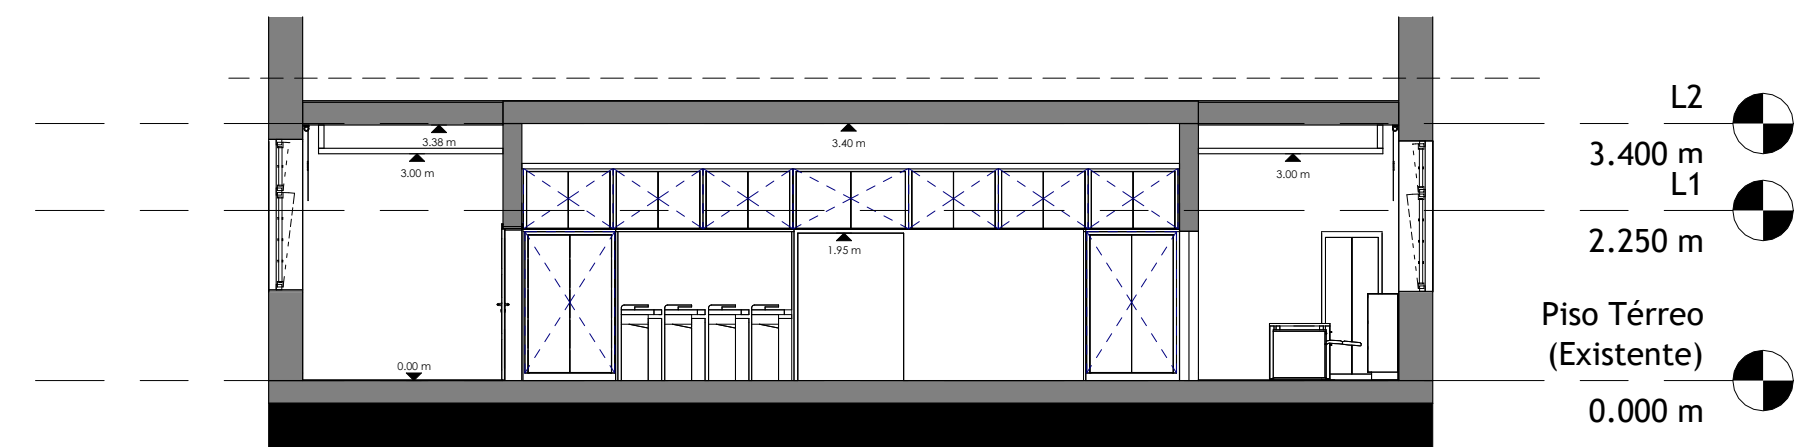 L2
3.38 m
3.40 m
3.400 m
3.00 m
3.00 m
L1
1.95 m
2.250 m
Piso Térreo
(Existente)
0.00 m
0.000 m